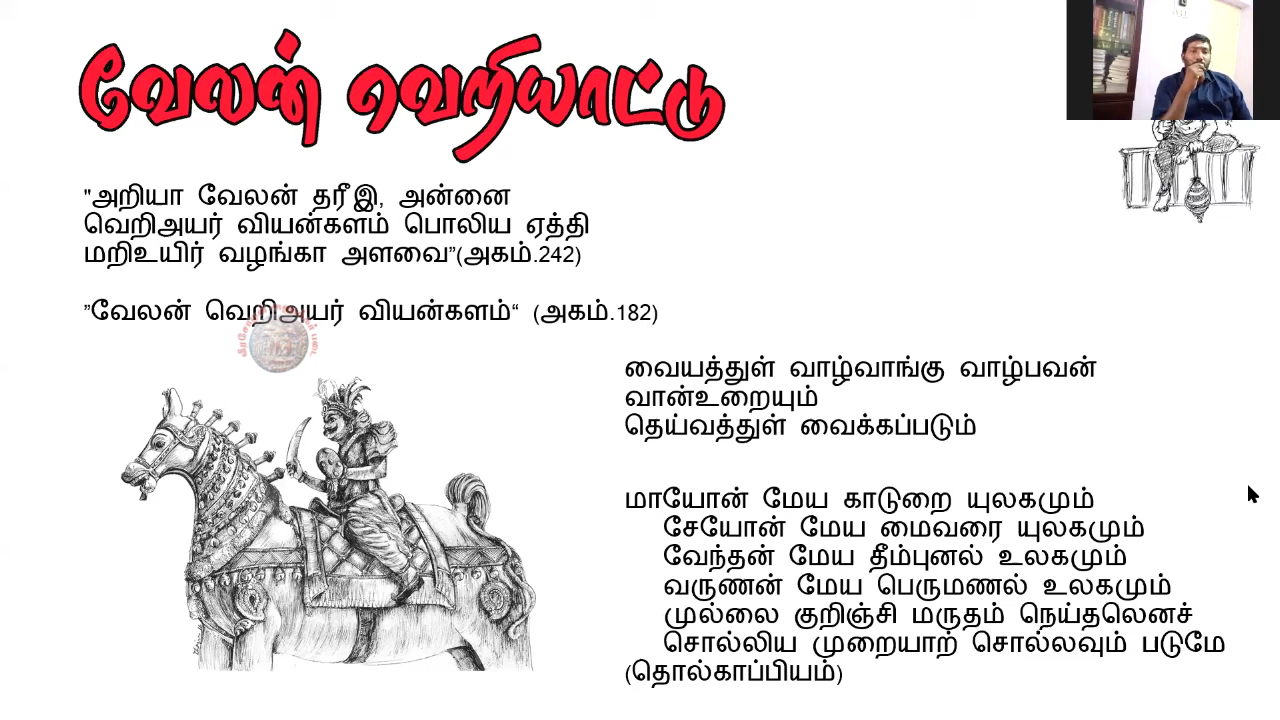 வேலன் வெறியாட்டு
"அறியா வேலன் தரீஇ, அன்னை
வெறிஅயர் வியன்களம் பொலிய ஏத்தி
மறிஉயிர் வழங்கா அளவை”(அகம்.242)
”வேலன் வெறிஅயர் வியன்களம்“ (அகம்.182)
வையத்துள் வாழ்வாங்கு வாழ்பவன்
வான்உறையும்
தெய்வத்துள் வைக்கப்படும்
மாயோன் மேய காடுறை யுலகமும்
சேயோன் மேய மைவரை யுலகமும்
வேந்தன் மேய தீம்புனல் உலகமும்
வருணன் மேய பெருமணல் உலகமும்
முல்லை குறிஞ்சி மருதம் நெய்தலெனச்
சொல்லிய முறையாற் சொல்லவும் படுமே
(தொல்காப்பியம்)